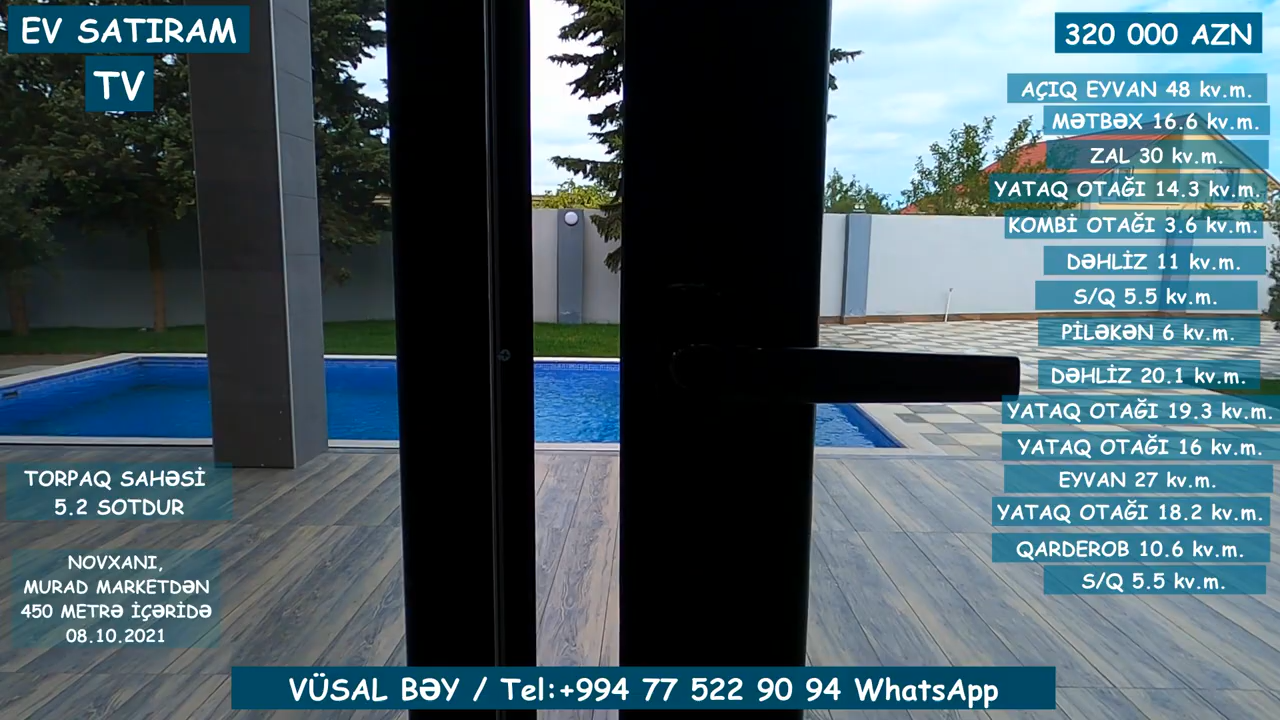 EV SATIRAM
TV
320 000 AZN
AÇIQ EYVAN 48 kv.m.
MƏTBƏX 16.6 kv.m.
ZAL 30 kv.m.
YATAQ OTAĞI 14.3 kv.m.
KOMBİ OTAĞI 3.6 kv.m.
DƏHLİZ 11 kv.m.
S/Q 5.5 kv.m.
PİLƏKƏN 6 kv.m.
DƏHLİZ 20.1 kv.m.
YATAQ OTAĞI 19.3 kv.m.
YATAQ OTAĞI 16 kv.m.
EYVAN 27 kv.m.
YATAQ OTAĞI 18.2 kv.m.
QARDEROB 10.6 kv.m.
S/Q 5.5 kv.m.
TORPAQ SAHƏSİ
5.2 SOTDUR
NOVXANI,
MURAD MARKETDƏN
450 METRƏ İÇƏRİDƏ
08.10.2021
VÜSAL BƏY / Tel:+994 77 522 90 94 WhatsApp